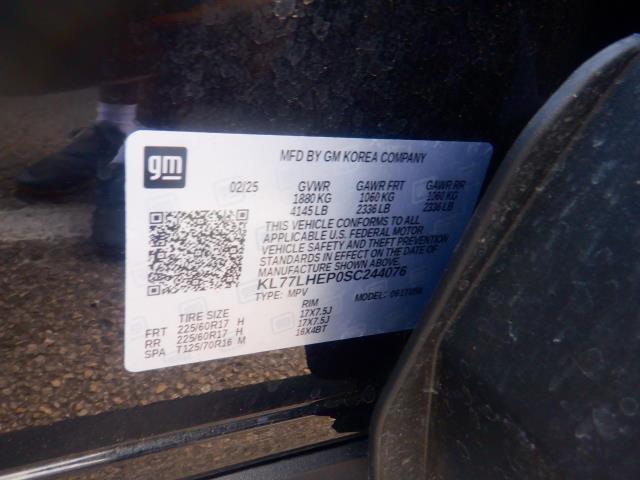 gm
MFD BY GM KOREA COMPANY
02/25 GVWR GAWR FRT GAWR RR
1880 KG 1060 KG 1060 KG
4145 LB 2336 LB 2336 LB
THIS VEHICLE CONFORMS TO ALL
APPLICABLE U.S. FEDERAL MOTOR
VEHICLE SAFETY AND THEFT PREVENTION
STANDARDS IN EFFECT ON THE DATE OF
MANUFACTURE SHOWN ABOVE.
KL77LHEP0SC244076
TYPE: MPV MODEL:
TIRE SIZE RIM
FRT 225/60R17 H 17X7.5J
RR 225/60R17 H 17X7.5J
SPA T125/70R16 M 16X4BT